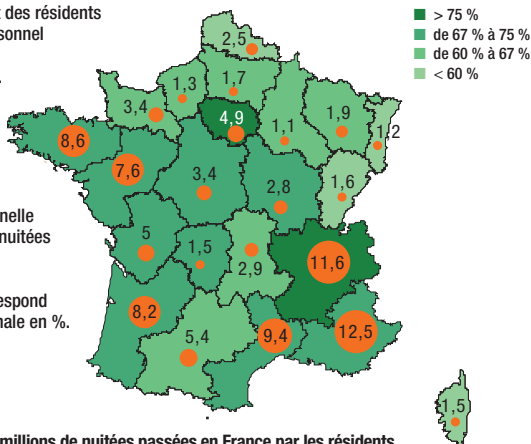 t des résidents
sonnel
> 75 %
de 67 % à 75 %
de 60 % à 67 %
< 60 %
2,5
1,3
1,7
3,4
4,9
1,1
1,9
1,2
8,6
7,6
3,4
2,8
1,6
nelle
nuitées
5
1,5
2,9
11,6
espond
nale en %.
8,2
5,4
9,4
12,5
1,5
millions de nuitées passées en France par les résidents